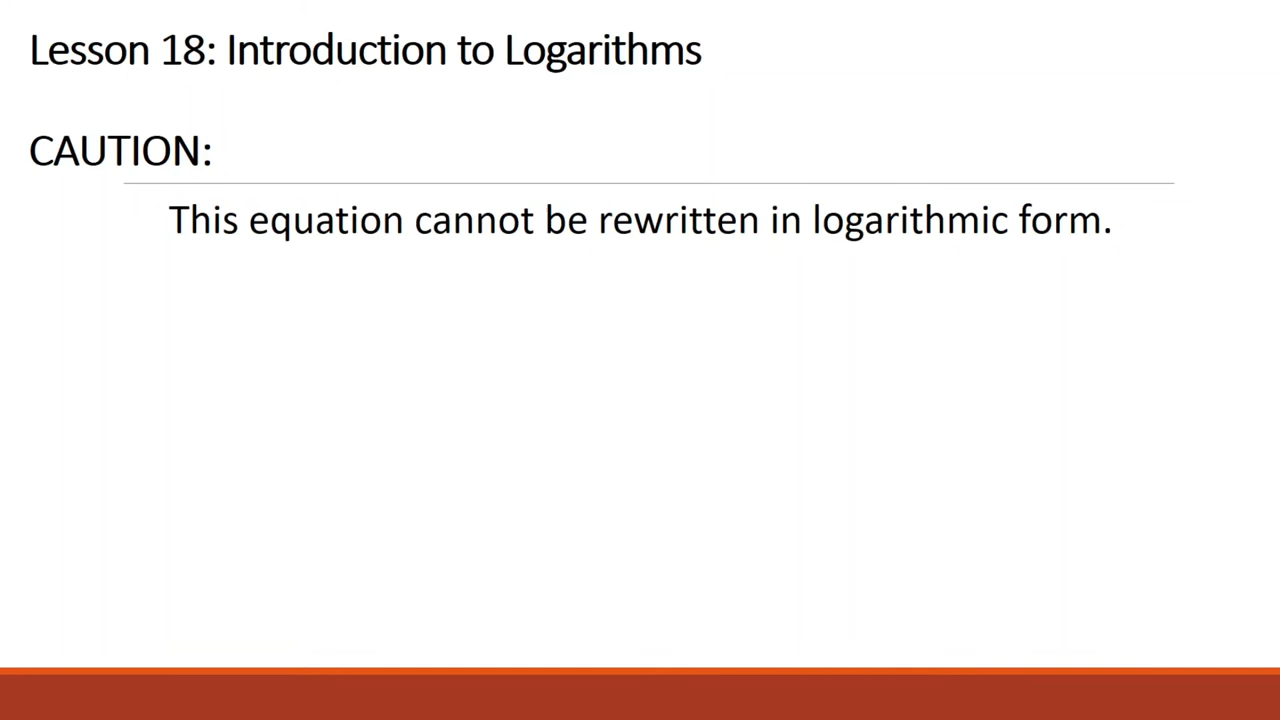 Lesson 18: Introduction to Logarithms
CAUTION:
This equation cannot be rewritten in logarithmic form.